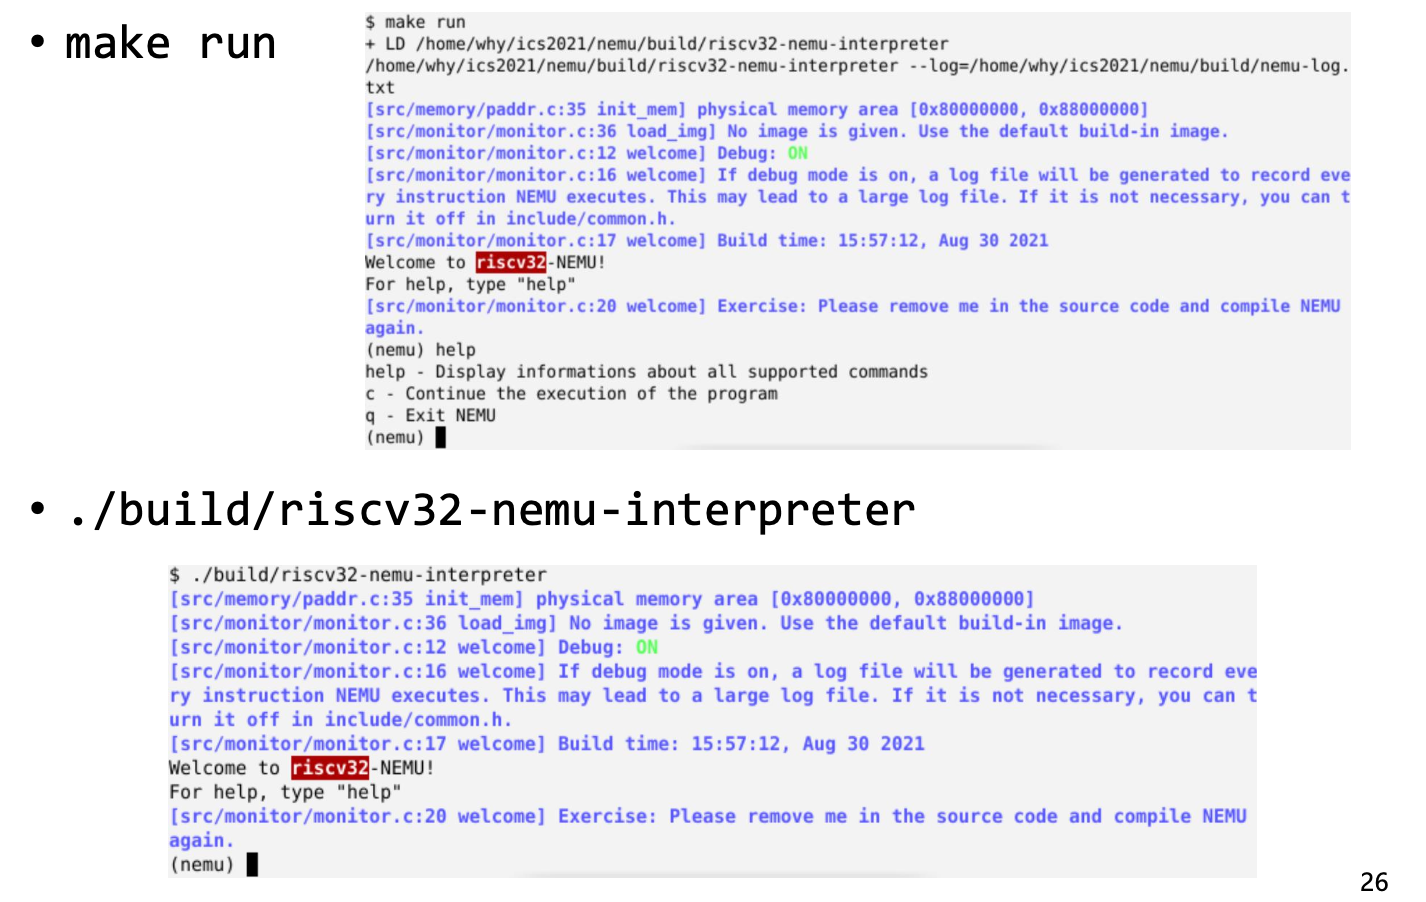 • make run
$ make run
+ LD /home/why/ics2021/nemu/build/riscv32-nemu-interpreter
/home/why/ics2021/nemu/build/riscv32-nemu-interpreter --log=/home/why/ics2021/nemu/build/nemu-log.
txt
[src/memory/paddr.c:35 init_mem] physical memory area [0x80000000, 0x88000000]
[src/monitor/monitor.c:36 load_img] No image is given. Use the default build-in image.
[src/monitor/monitor.c:12 welcome] Debug: ON
[src/monitor/monitor.c:16 welcome] If debug mode is on, a log file will be generated to record eve
ry instruction NEMU executes. This may lead to a large log file. If it is not necessary, you can t
urn it off in include/common.h.
[src/monitor/monitor.c:17 welcome] Build time: 15:57:12, Aug 30 2021
Welcome to riscv32-NEMU!
For help, type "help"
[src/monitor/monitor.c:20 welcome] Exercise: Please remove me in the source code and compile NEMU
again.
(nemu) help
help - Display informations about all supported commands
c - Continue the execution of the program
q - Exit NEMU
(nemu)
• ./build/riscv32-nemu-interpreter
$ ./build/riscv32-nemu-interpreter
[src/memory/paddr.c:35 init_mem] physical memory area [0x80000000, 0x88000000]
[src/monitor/monitor.c:36 load_img] No image is given. Use the default build-in image.
[src/monitor/monitor.c:12 welcome] Debug: ON
[src/monitor/monitor.c:16 welcome] If debug mode is on, a log file will be generated to record eve
ry instruction NEMU executes. This may lead to a large log file. If it is not necessary, you can t
urn it off in include/common.h.
[src/monitor/monitor.c:17 welcome] Build time: 15:57:12, Aug 30 2021
Welcome to riscv32-NEMU!
For help, type "help"
[src/monitor/monitor.c:20 welcome] Exercise: Please remove me in the source code and compile NEMU
again.
(nemu)
26